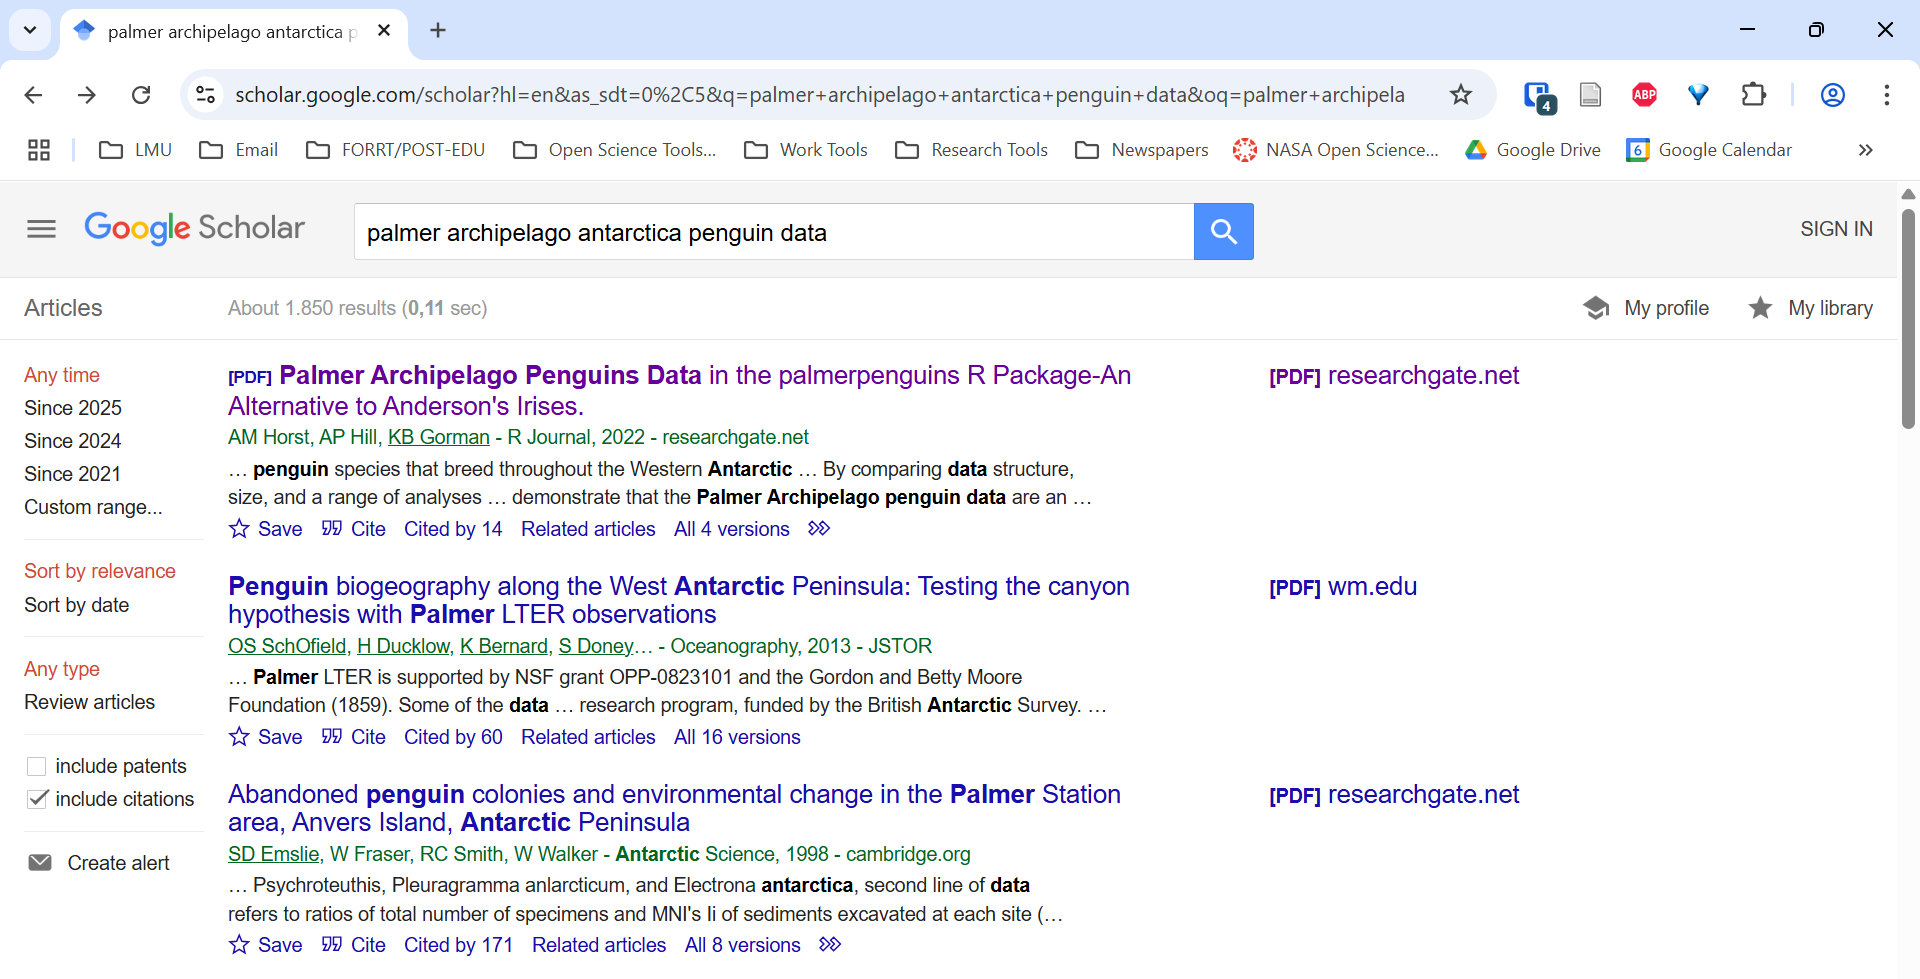 palmer archipelago antarctica p
scholar.google.com/scholar?hl=en&as_sdt=0%2C5&q=palmer+archipelago+antarctica+penguin+data&oq=palmer+archipela
4
ABP
LMU
Email
FORRT/POST-EDU
Open Science Tools...
Work Tools
Research Tools
Newspapers
NASA Open Science...
Google Drive
6
Google Calendar
Google Scholar
palmer archipelago antarctica penguin data
SIGN IN
Articles
About 1.850 results (0,11 sec)
My profile
My library
Any time
Since 2025
Since 2024
Since 2021
Custom range...
Sort by relevance
Sort by date
Any type
Review articles
include patents
include citations
Create alert
[PDF] Palmer Archipelago Penguins Data in the palmerpenguins R Package-An
Alternative to Anderson's Irises.
AM Horst, AP Hill, KB Gorman - R Journal, 2022 - researchgate.net
… penguin species that breed throughout the Western Antarctic … By comparing data structure,
size, and a range of analyses … demonstrate that the Palmer Archipelago penguin data are an …
Save Cite Cited by 14 Related articles All 4 versions
[PDF] researchgate.net
Penguin biogeography along the West Antarctic Peninsula: Testing the canyon
hypothesis with Palmer LTER observations
OS SchOfield, H Ducklow, K Bernard, S Doney… - Oceanography, 2013 - JSTOR
… Palmer LTER is supported by NSF grant OPP-0823101 and the Gordon and Betty Moore
Foundation (1859). Some of the data … research program, funded by the British Antarctic Survey. …
Save Cite Cited by 60 Related articles All 16 versions
[PDF] wm.edu
Abandoned penguin colonies and environmental change in the Palmer Station
area, Anvers Island, Antarctic Peninsula
SD Emslie, W Fraser, RC Smith, W Walker - Antarctic Science, 1998 - cambridge.org
… Psychroteuthis, Pleuragramma anlarcticum, and Electrona antarctica, second line of data
refers to ratios of total number of specimens and MNI's Ii of sediments excavated at each site (…
Save Cite Cited by 171 Related articles All 8 versions
[PDF] researchgate.net